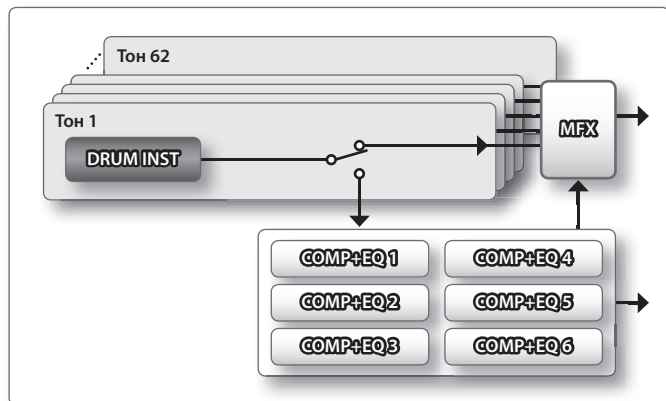 Тон 62
Тон 1
DRUM INST
MFX
COMP+EQ 1
COMP+EQ 4
COMP+EQ 2
COMP+EQ 5
COMP+EQ 3
COMP+EQ 6